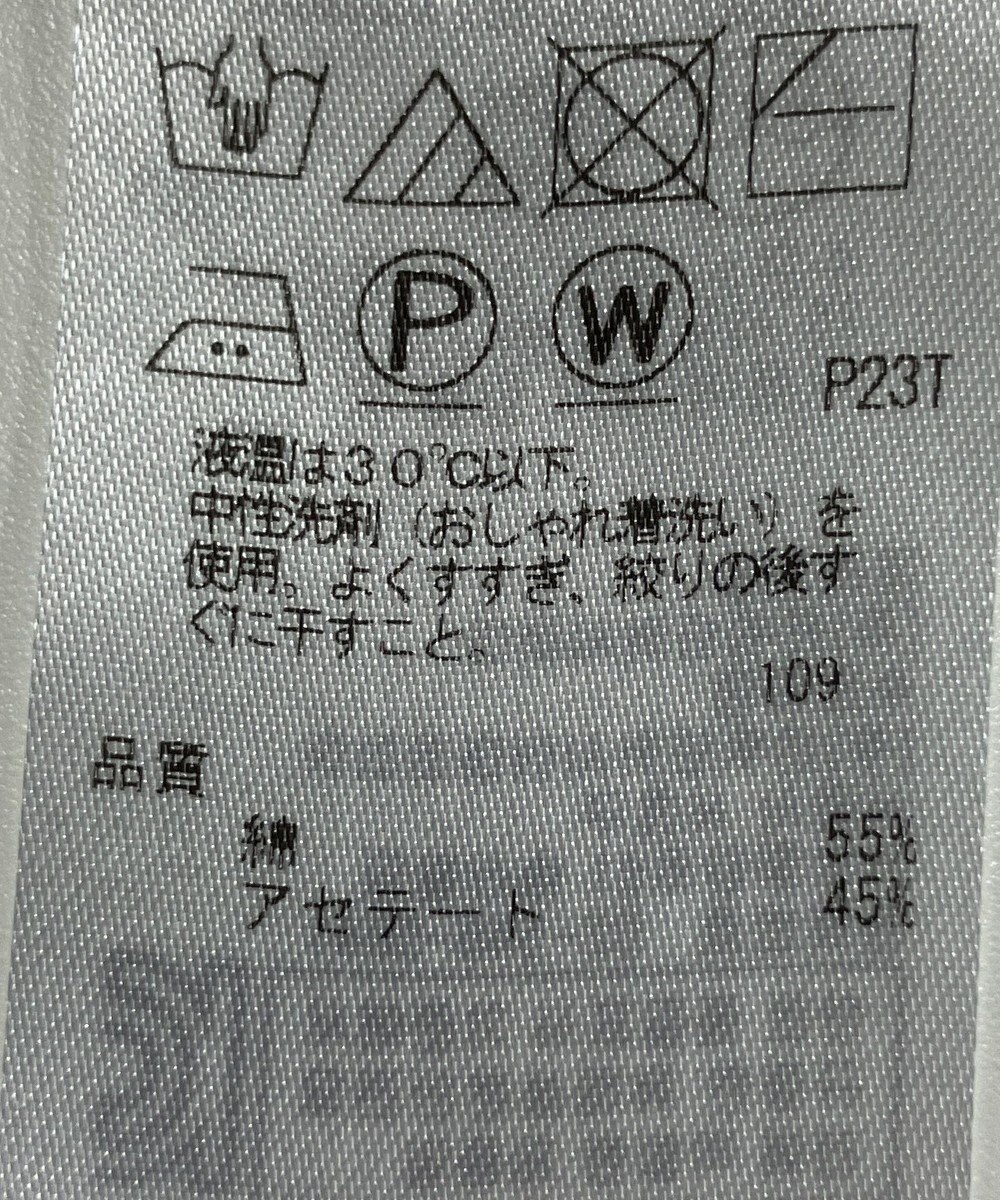 P W
P23T
液温は30℃以下。
中性洗剤(おしゃれ着洗い)を
使用。よくすすぎ、絞りの後す
ぐに干すこと。
109
品質
綿 55%
アセテート 45%